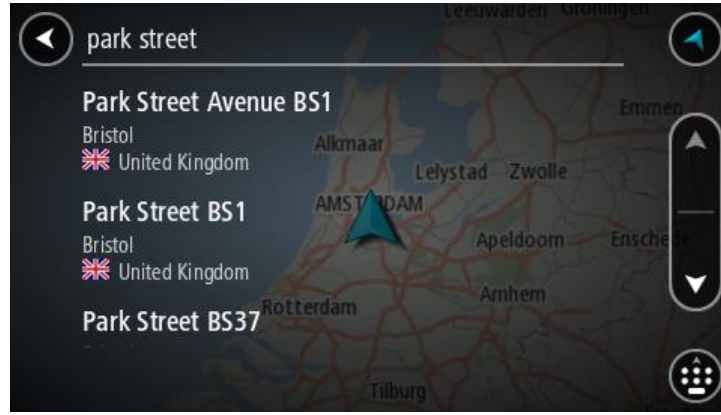 Leeuwarden Groningen
park street
Park Street Avenue BS1
Bristol
United Kingdom
Park Street BS1
Bristol
United Kingdom
Park Street BS37
Emmen
Alkmaar
Lelystad
Zwolle
AMSTERDAM
Apeldoorn
Rotterdam
Arnhem
Tilburg